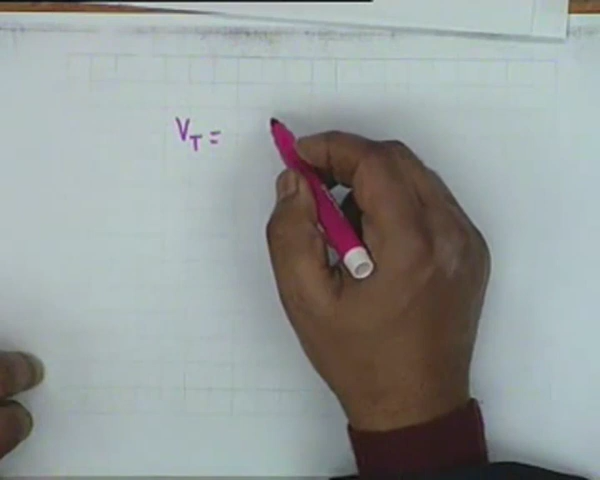 V_T =